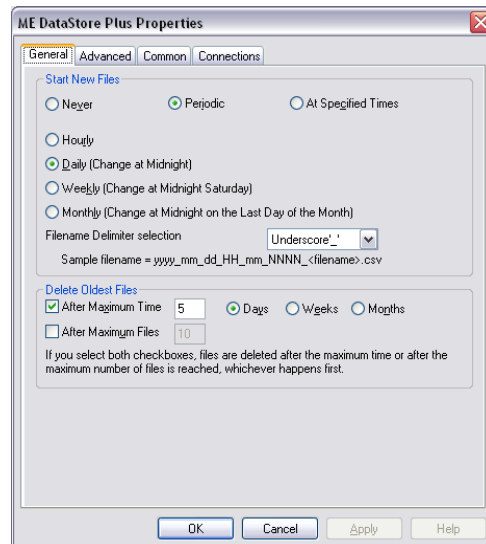 ME DataStore Plus Properties
General Advanced Common Connections
Start New Files
Never Periodic At Specified Times
Hourly
Daily (Change at Midnight)
Weekly (Change at Midnight Saturday)
Monthly (Change at Midnight on the Last Day of the Month)
Filename Delimiter selection Underscore'_'
Sample filename = yyyy_mm_dd_HH_mm_NNNN_<filename>.csv
Delete Oldest Files
After Maximum Time 5 Days Weeks Months
After Maximum Files 10
If you select both checkboxes, files are deleted after the maximum time or after the
maximum number of files is reached, whichever happens first.
OK Cancel Apply Help